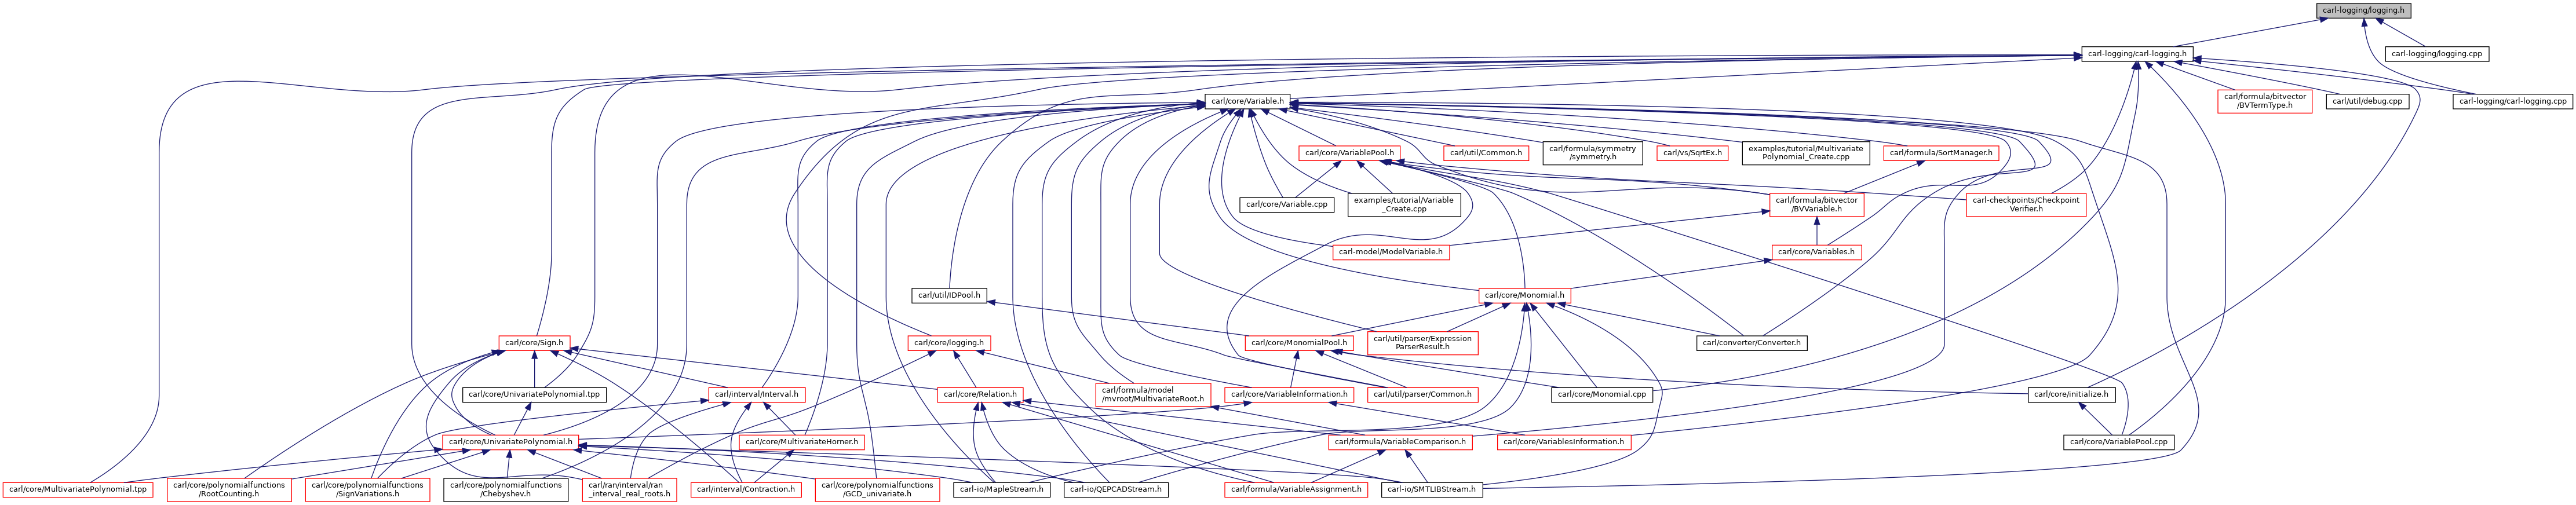 carl-logging/logging.h
carl-logging/carl-logging.h
carl-logging/logging.cpp
carl/core/Variable.h
carl/formula/bitvector
/BVTermType.h
carl/util/debug.cpp
carl-logging/carl-logging.cpp
carl/core/VariablePool.h
carl/util/Common.h
carl/formula/symmetry
/symmetry.h
carl/vs/SqrtEx.h
examples/tutorial/Multivariate
Polynomial_Create.cpp
carl/formula/SortManager.h
carl/core/Variable.cpp
examples/tutorial/Variable
_Create.cpp
carl/formula/bitvector
/BVVariable.h
carl-checkpoints/Checkpoint
Verifier.h
carl-model/ModelVariable.h
carl/core/Variables.h
carl/util/IDPool.h
carl/core/Monomial.h
carl/core/Sign.h
carl/core/logging.h
carl/core/MonomialPool.h
carl/util/parser/Expression
ParserResult.h
carl/converter/Converter.h
carl/core/UnivariatePolynomial.tpp
carl/interval/Interval.h
carl/core/Relation.h
carl/formula/model
/mvroot/MultivariateRoot.h
carl/core/VariableInformation.h
carl/util/parser/Common.h
carl/core/Monomial.cpp
carl/core/initialize.h
carl/core/UnivariatePolynomial.h
carl/core/MultivariateHorner.h
carl/formula/VariableComparison.h
carl/core/VariablesInformation.h
carl/core/VariablePool.cpp
carl/core/MultivariatePolynomial.tpp
carl/core/polynomialfunctions
/RootCounting.h
carl/core/polynomialfunctions
/SignVariations.h
carl/core/polynomialfunctions
/Chebyshev.h
carl/ran/interval/ran
_interval_real_roots.h
carl/interval/Contraction.h
carl/core/polynomialfunctions
/GCD_univariate.h
carl-io/MapleStream.h
carl-io/QEPCADStream.h
carl/formula/VariableAssignment.h
carl-io/SMTLIBStream.h